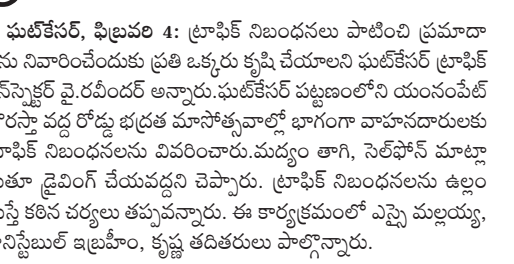 ఘట్‌కేసర్, ఫిబ్రవరి 4: ట్రాఫిక్ నిబంధనలు పాటించి ప్రమాదా
ను నివారించేందుకు ప్రతి ఒక్కరు కృషి చేయాలని ఘట్‌కేసర్ ట్రాఫిక్
న్‌స్పెక్టర్ వై.రవీందర్ అన్నారు.ఘట్‌కేసర్ పట్టణంలోని యంనంపేట్
రస్తా వద్ద రోడ్డు భద్రత మాసోత్సవాల్లో భాగంగా వాహనదారులకు
ాఫిక్ నిబంధనలను వివరించారు.మద్యం తాగి, సెల్‌ఫోన్ మాట్లా
తూ డ్రైవింగ్ చేయవద్దని చెప్పారు. ట్రాఫిక్ నిబంధనలను ఉల్లం
స్తే కఠిన చర్యలు తప్పవన్నారు. ఈ కార్యక్రమంలో ఎస్సై మల్లయ్య,
నిస్టేబుల్ ఇబ్రహీం, కృష్ణ తదితరులు పాల్గొన్నారు.